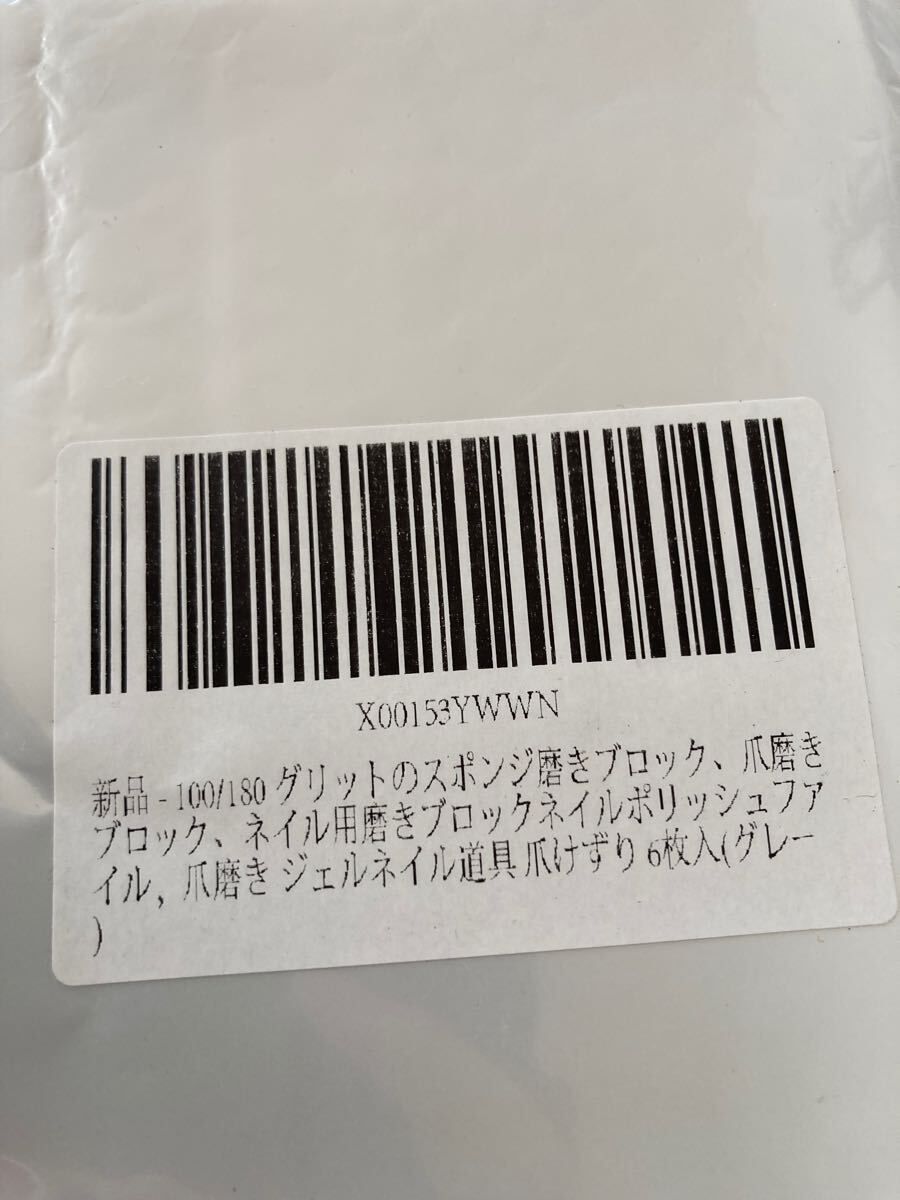 X00153YWWN
新品 - 100/180 グリットのスポンジ磨きブロック、爪磨き
ブロック、ネイル用磨きブロックネイルポリッシュファ
イル，爪磨き ジェルネイル道具 爪けずり 6枚入(グレー
)